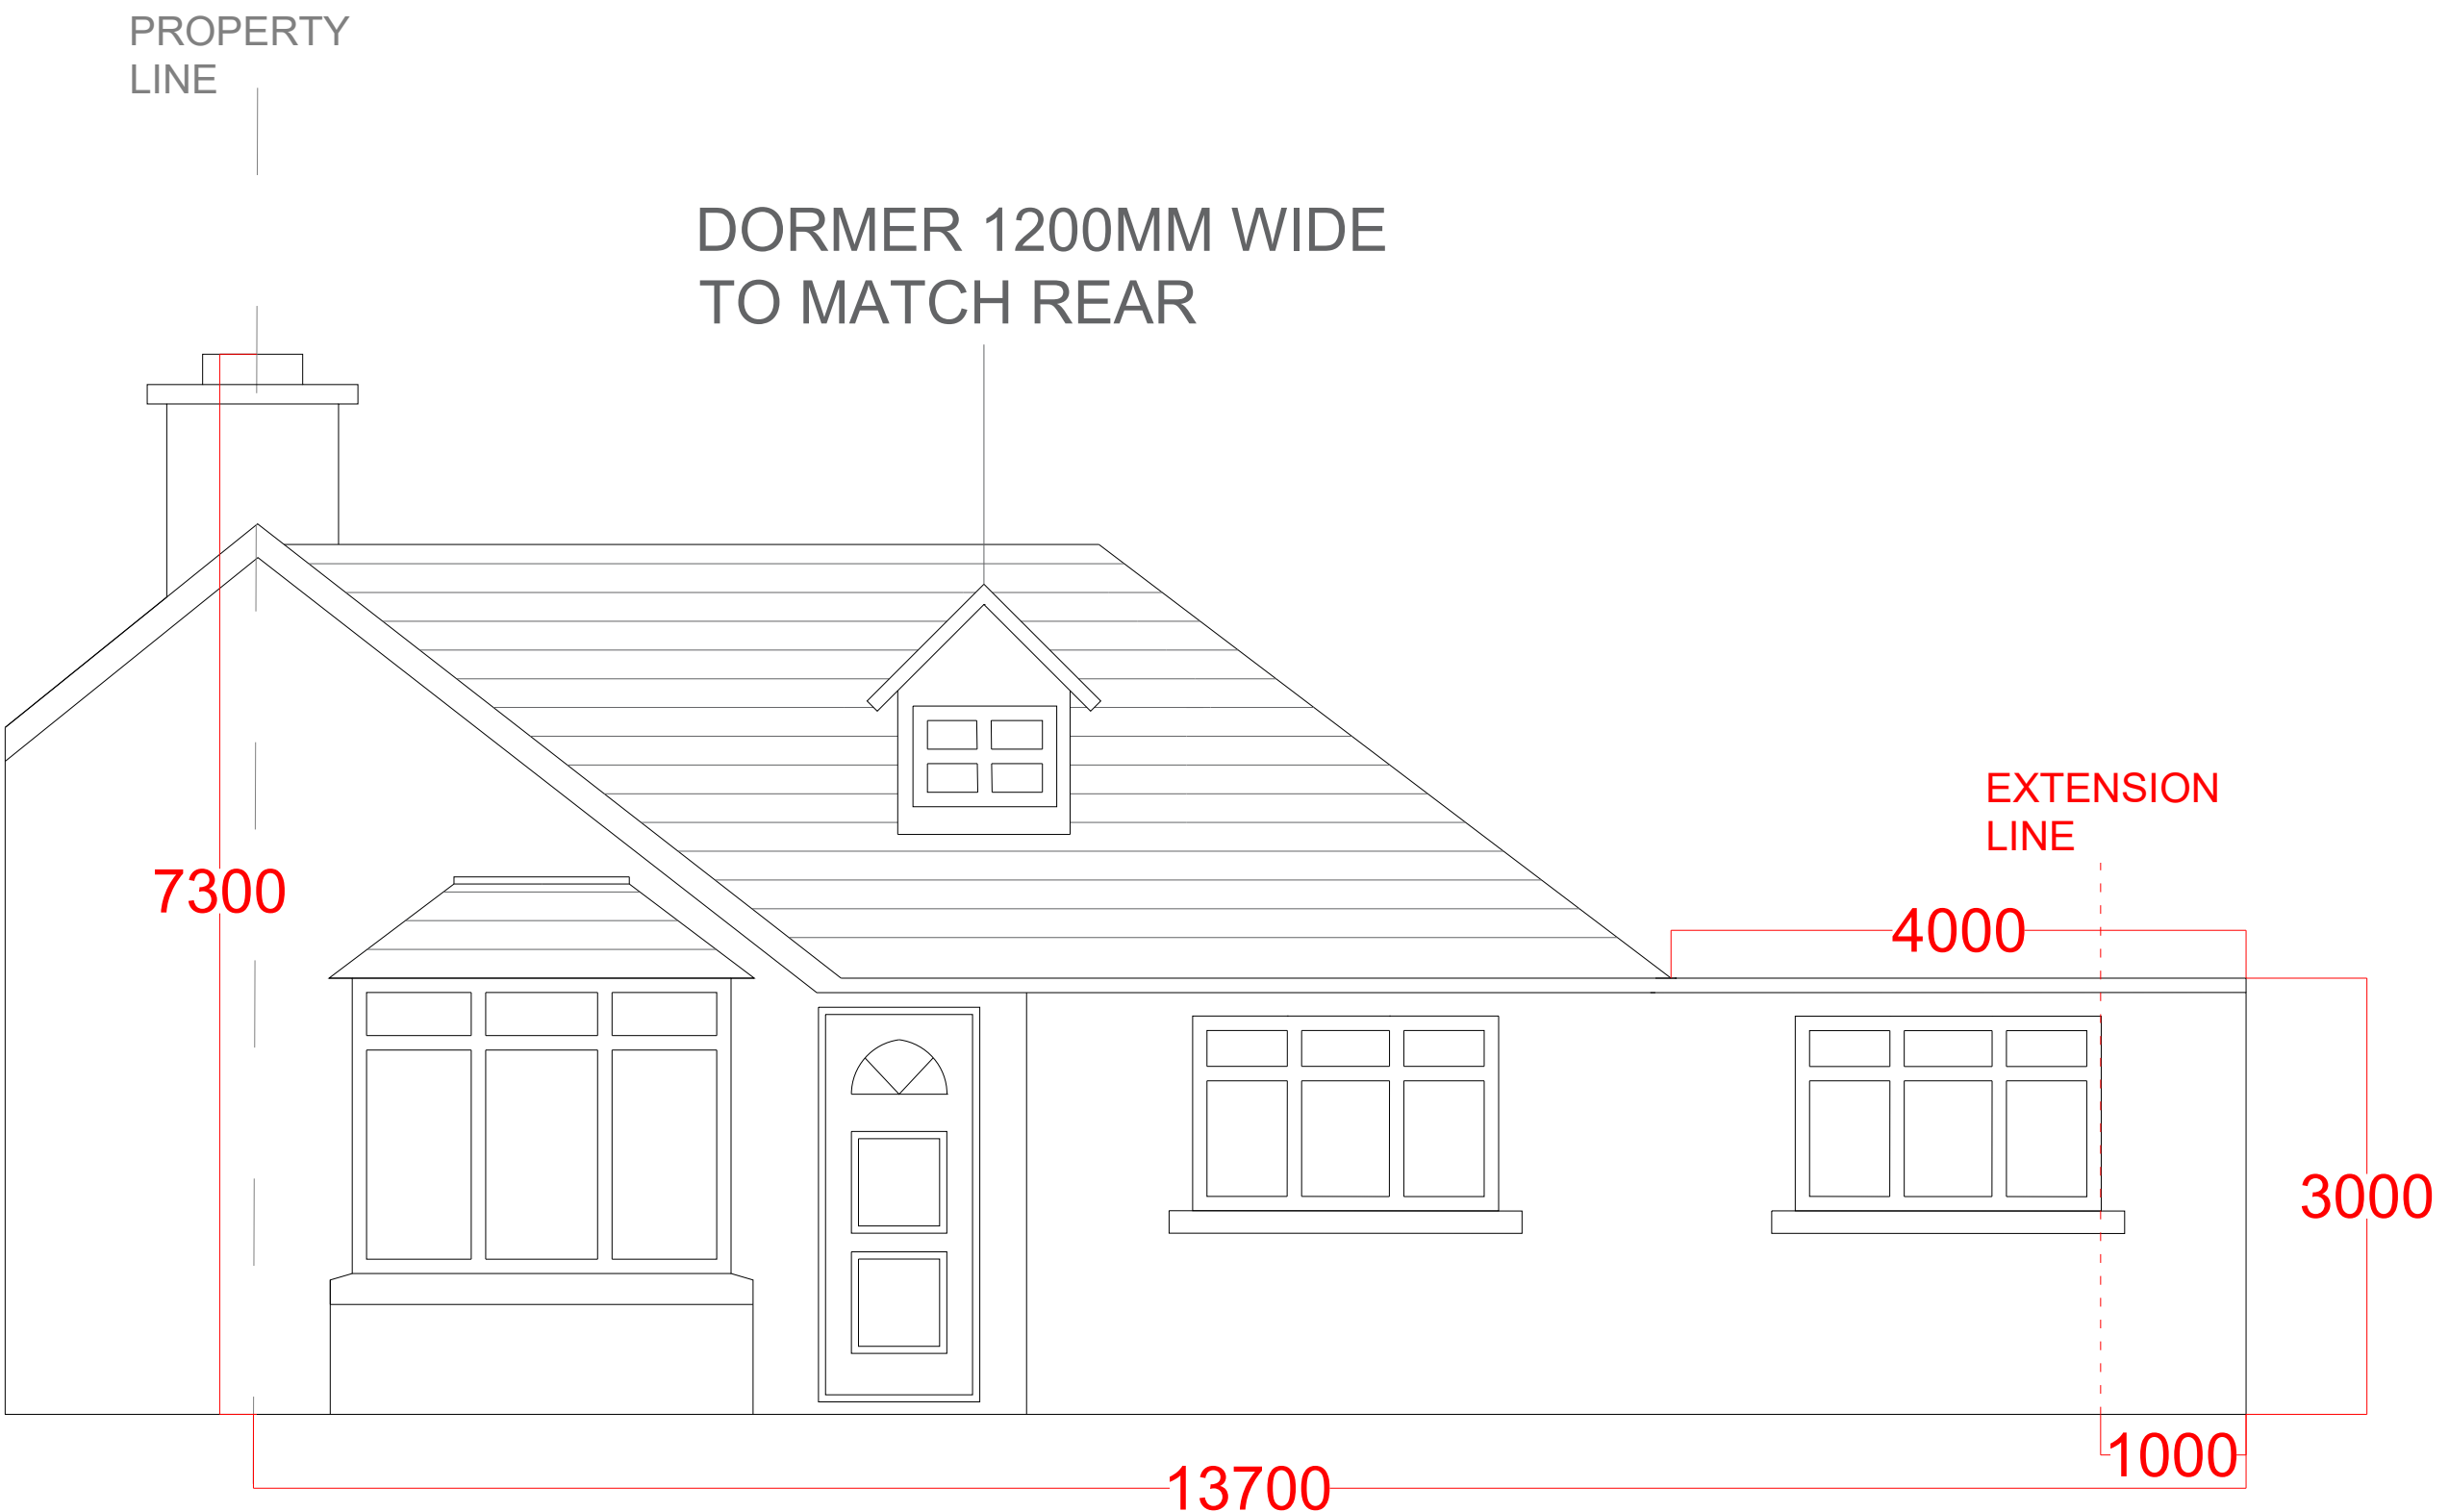 PROPERTY
LINE
DORMER 1200MM WIDE
TO MATCH REAR
EXTENSION
LINE
7300
4000
3000
1000
13700